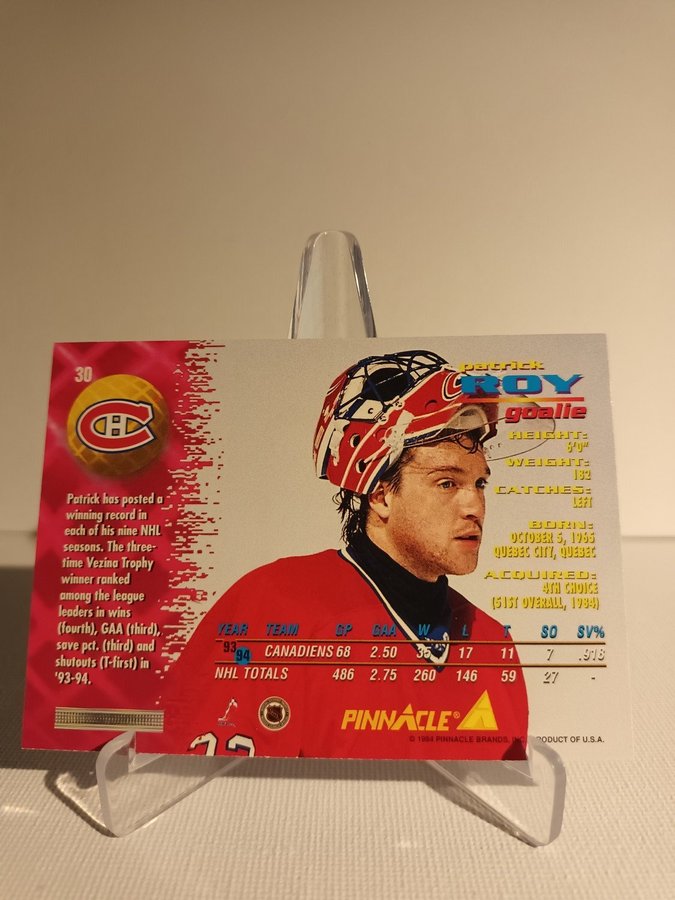 30
CH
Patrick has posted a
winning record in
each of his nine NHL
seasons. The three-
time Vezina Trophy
winner ranked
among the league
leaders in wins
(fourth), GAA (third),
save pct. (third) and
shutouts (T-first) in
'93-94.
patrick
ROY
goalie
HEIGHT:
6'0"
WEIGHT:
182
CATCHES:
LEFT
BORN:
OCTOBER 5, 1965
QUEBEC CITY, QUEBEC
ACQUIRED:
4TH CHOICE
(51ST OVERALL, 1984)
YEAR TEAM GP GAA W L T SO SV%
93 94 CANADIENS 68 2.50 35 17 11 7 .918
NHL TOTALS 486 2.75 260 146 59 27 -
PINNACLE®
© 1994 PINNACLE BRANDS, INC. PRODUCT OF U.S.A.
33